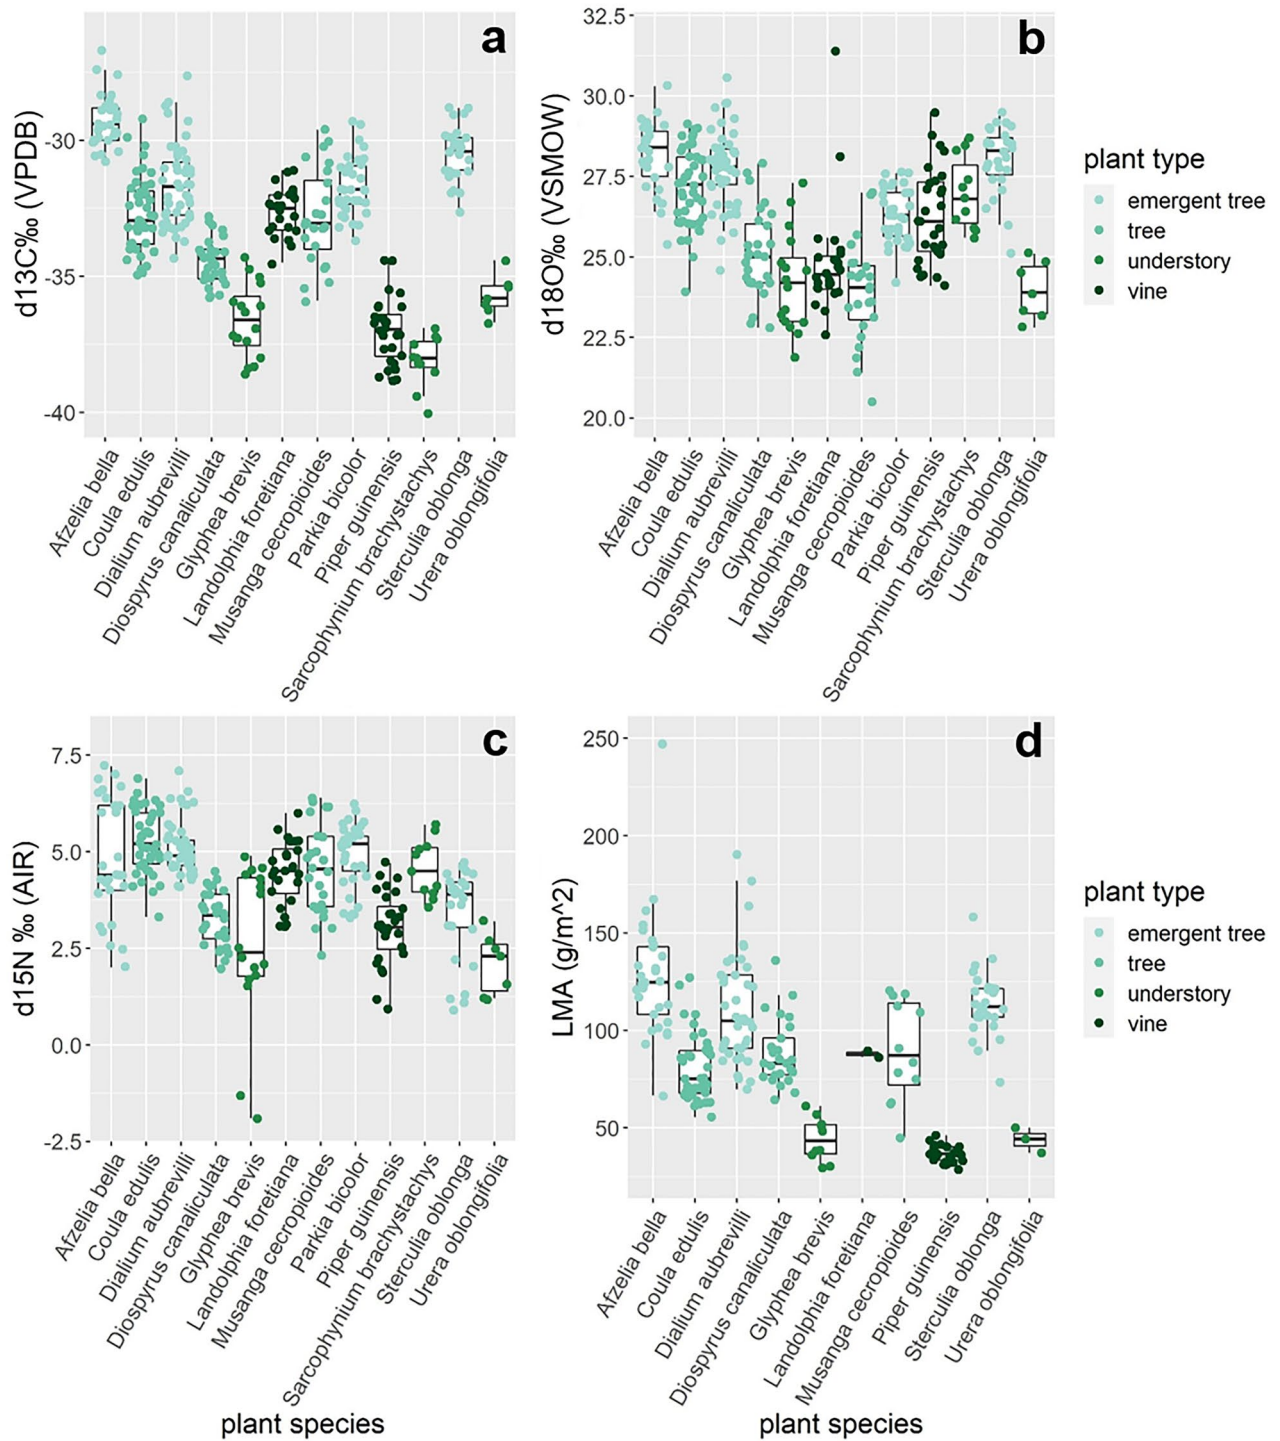 a
d13C‰ (VPDB)
-30
-35
-40
Afzelia bella
Coula edulis
Dialium aubrevilli
Diospyrus canaliculata
Glyphea brevis
Landolphia foretiana
Musanga cecropioides
Parkia bicolor
Piper guinensis
Sarcophynium brachystachys
Sterculia oblonga
Urera oblongifolia
b
d18O‰ (VSMOW)
32.5
30.0
27.5
25.0
22.5
20.0
Afzelia bella
Coula edulis
Dialium aubrevilli
Diospyrus canaliculata
Glyphea brevis
Landolphia foretiana
Musanga cecropioides
Parkia bicolor
Piper guinensis
Sarcophynium brachystachys
Sterculia oblonga
Urera oblongifolia
plant type
emergent tree
tree
understory
vine
c
d15N ‰ (AIR)
7.5
5.0
2.5
0.0
-2.5
Afzelia bella
Coula edulis
Dialium aubrevilli
Diospyrus canaliculata
Glyphea brevis
Landolphia foretiana
Musanga cecropioides
Parkia bicolor
Piper guinensis
Sarcophynium brachystachys
Sterculia oblonga
Urera oblongifolia
plant species
d
LMA (g/m^2)
250
200
150
100
50
Afzelia bella
Coula edulis
Dialium aubrevilli
Diospyrus canaliculata
Glyphea brevis
Landolphia foretiana
Musanga cecropioides
Piper guinensis
Sterculia oblonga
Urera oblongifolia
plant species
plant type
emergent tree
tree
understory
vine